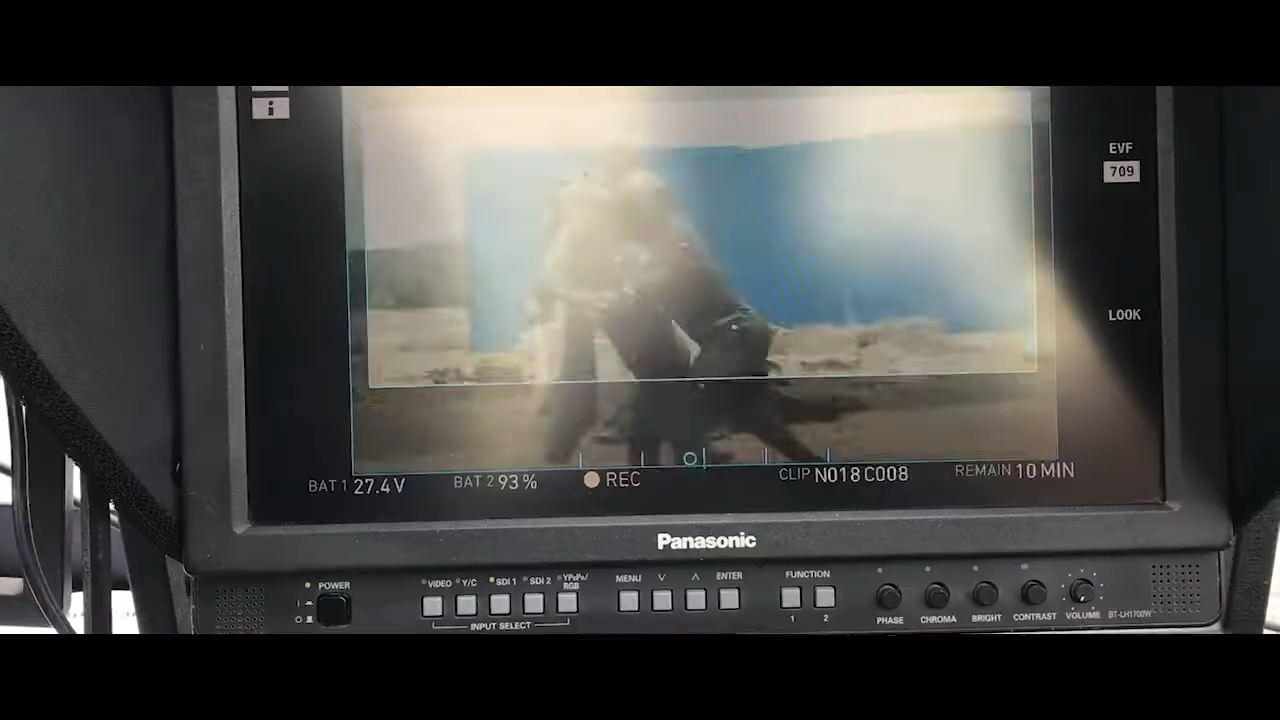 i
EVF
709
LOOK
BAT 1 27.4 V
BAT 2 93 %
REC
CLIP N018C008
REMAIN 10 MIN
Panasonic
POWER
VIDEO Y/C SDI 1 SDI 2 YPBPR/
RGB
INPUT SELECT
MENU ∨ ∧ ENTER
FUNCTION
1 2
PHASE CHROMA BRIGHT CONTRAST VOLUME
BT-LH1700W